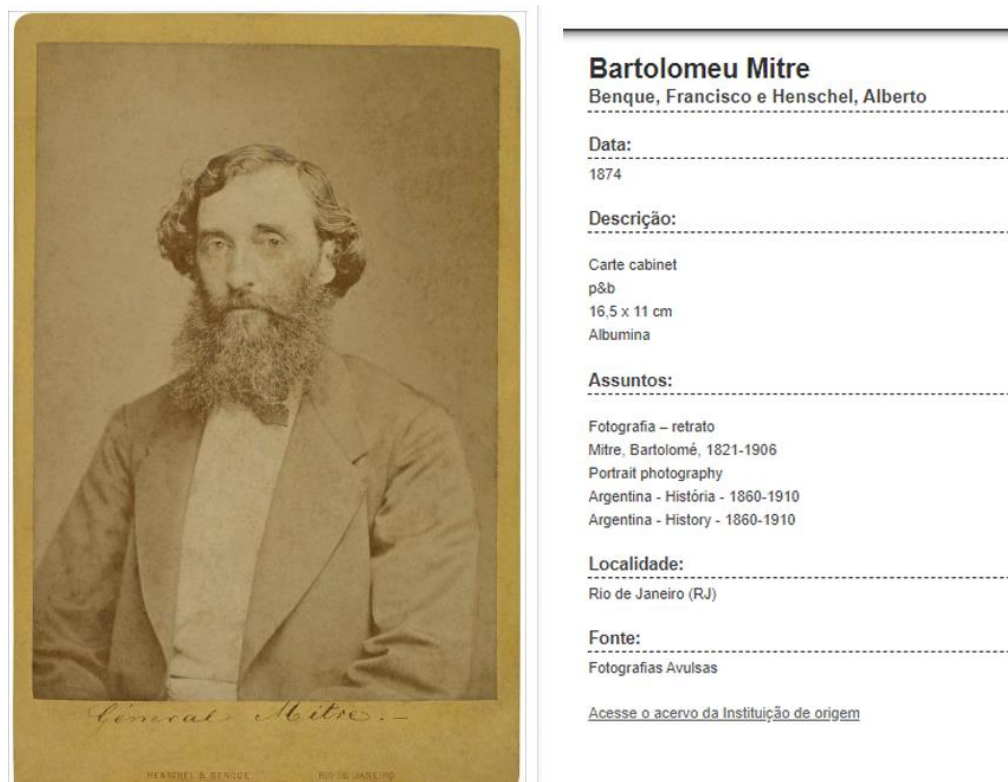 Général Mitre. –
HENSCHEL & BENQUE RIO DE JANEIRO
Bartolomeu Mitre
Benque, Francisco e Henschel, Alberto
Data:
1874
Descrição:
Carte cabinet
p&b
16,5 x 11 cm
Albumina
Assuntos:
Fotografia – retrato
Mitre, Bartolomé, 1821-1906
Portrait photography
Argentina - História - 1860-1910
Argentina - History - 1860-1910
Localidade:
Rio de Janeiro (RJ)
Fonte:
Fotografias Avulsas
Acesse o acervo da Instituição de origem